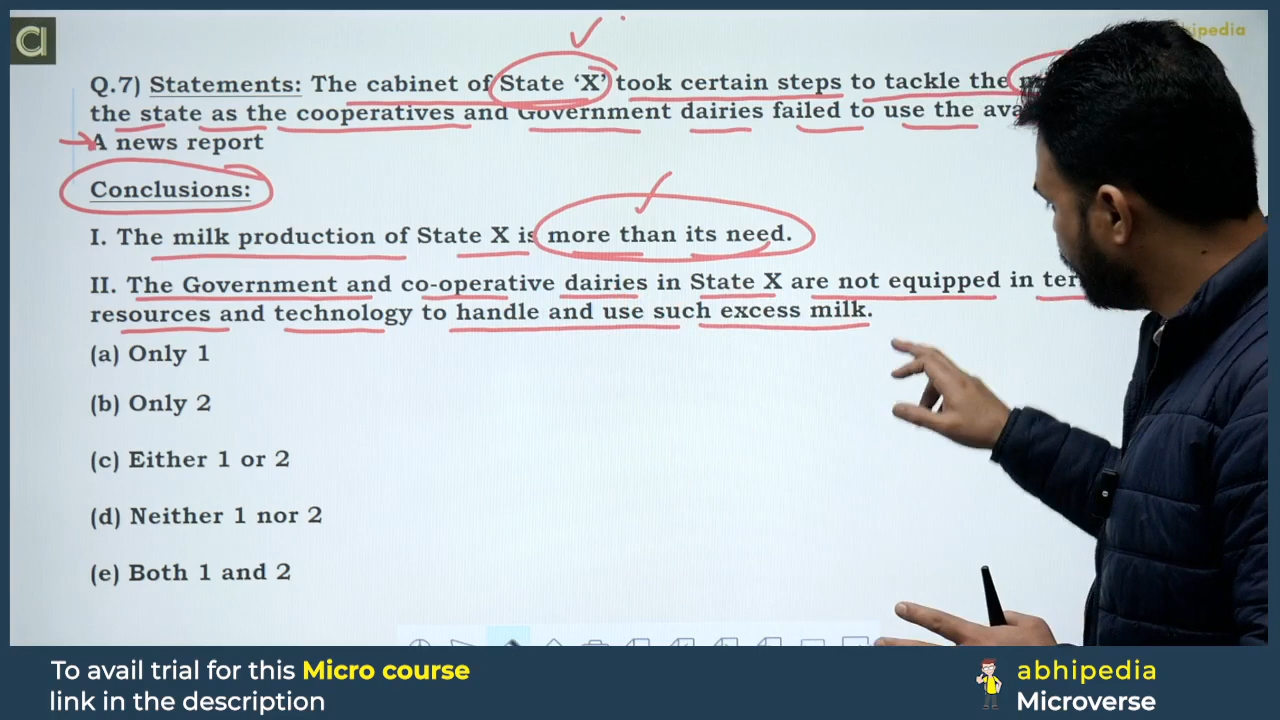 Q.7) Statements: The cabinet of State 'X' took certain steps to tackle the
the state as the cooperatives and Government dairies failed to use the
A news report
Conclusions:
I. The milk production of State X is more than its need.
II. The Government and co-operative dairies in State X are not equipped in
resources and technology to handle and use such excess milk.
(a) Only 1
(b) Only 2
(c) Either 1 or 2
(d) Neither 1 nor 2
(e) Both 1 and 2
To avail trial for this Micro course
link in the description
abhipedia
Microverse